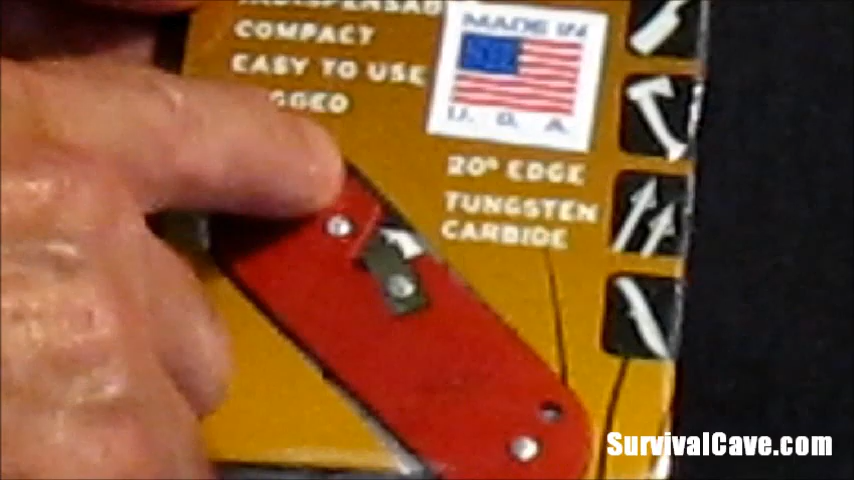 COMPACT
EASY TO USE
MADE IN
U. S. A.
20° EDGE
TUNGSTEN
CARBIDE
SurvivalCave.com